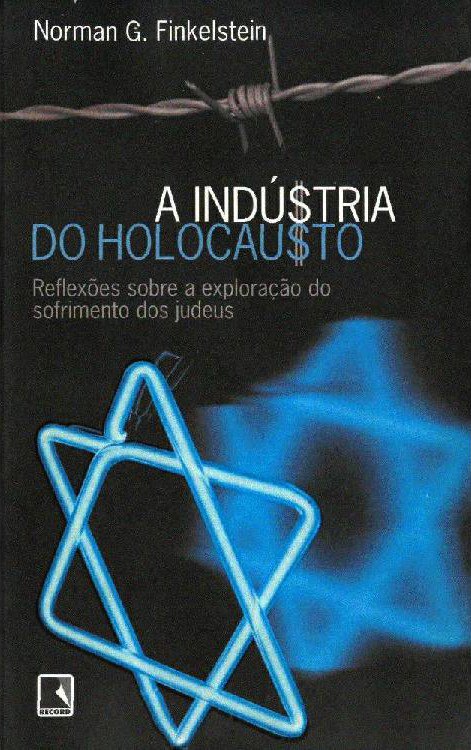 Norman G. Finkelstein
A INDÚ$TRIA
DO HOLOCAU$TO
Reflexões sobre a exploração do
sofrimento dos judeus
RECORD